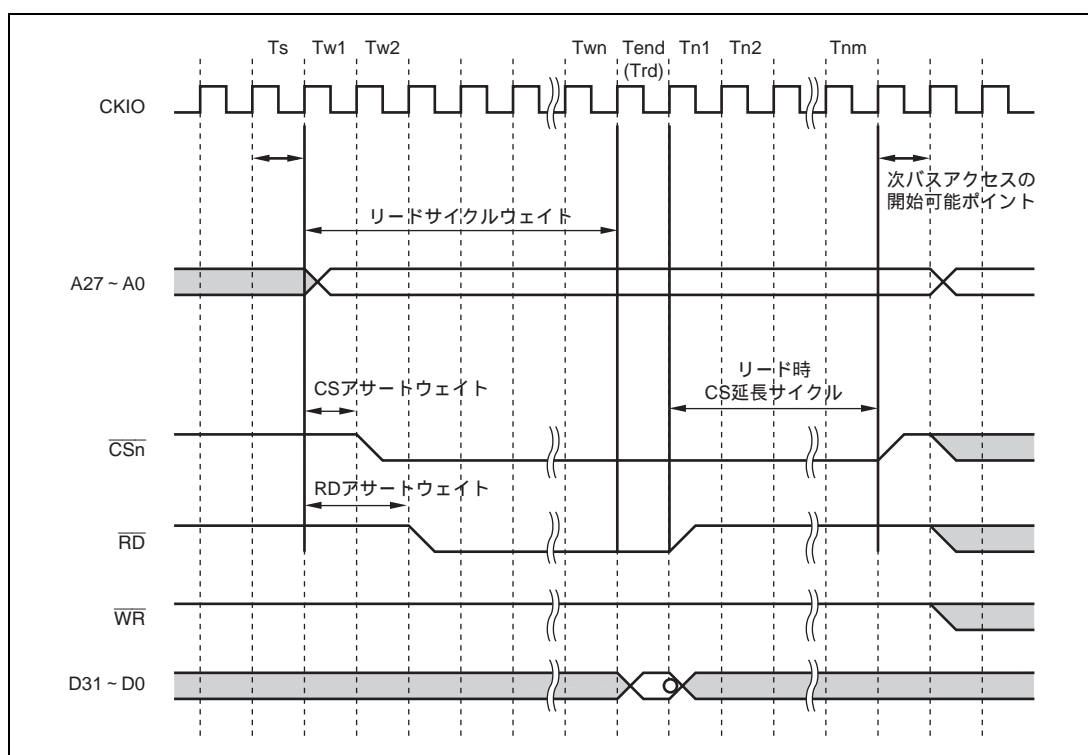 Ts Tw1 Tw2 Twn Tend Tn1 Tn2 Tnm
(Trd)
CKIO
次バスアクセスの
開始可能ポイント
リードサイクルウェイト
A27 ~ A0
リード時
CS延長サイクル
CSアサートウェイト
CSn
RDアサートウェイト
RD
WR
D31 ~ D0